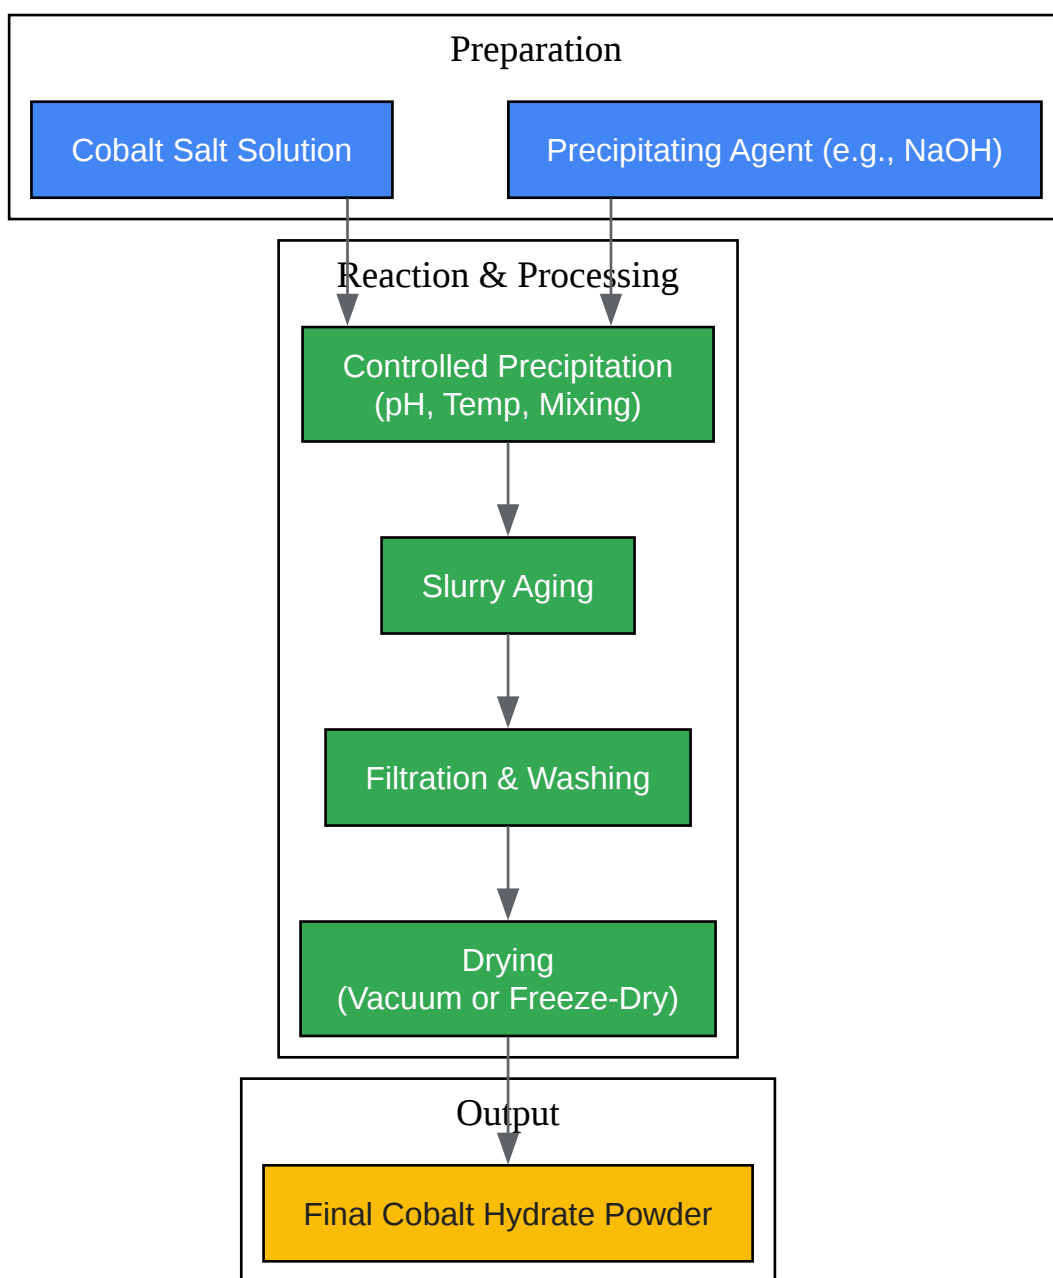 Preparation
Cobalt Salt Solution
Precipitating Agent (e.g., NaOH)
Reaction & Processing
Controlled Precipitation
(pH, Temp, Mixing)
Slurry Aging
Filtration & Washing
Drying
(Vacuum or Freeze-Dry)
Output
Final Cobalt Hydrate Powder